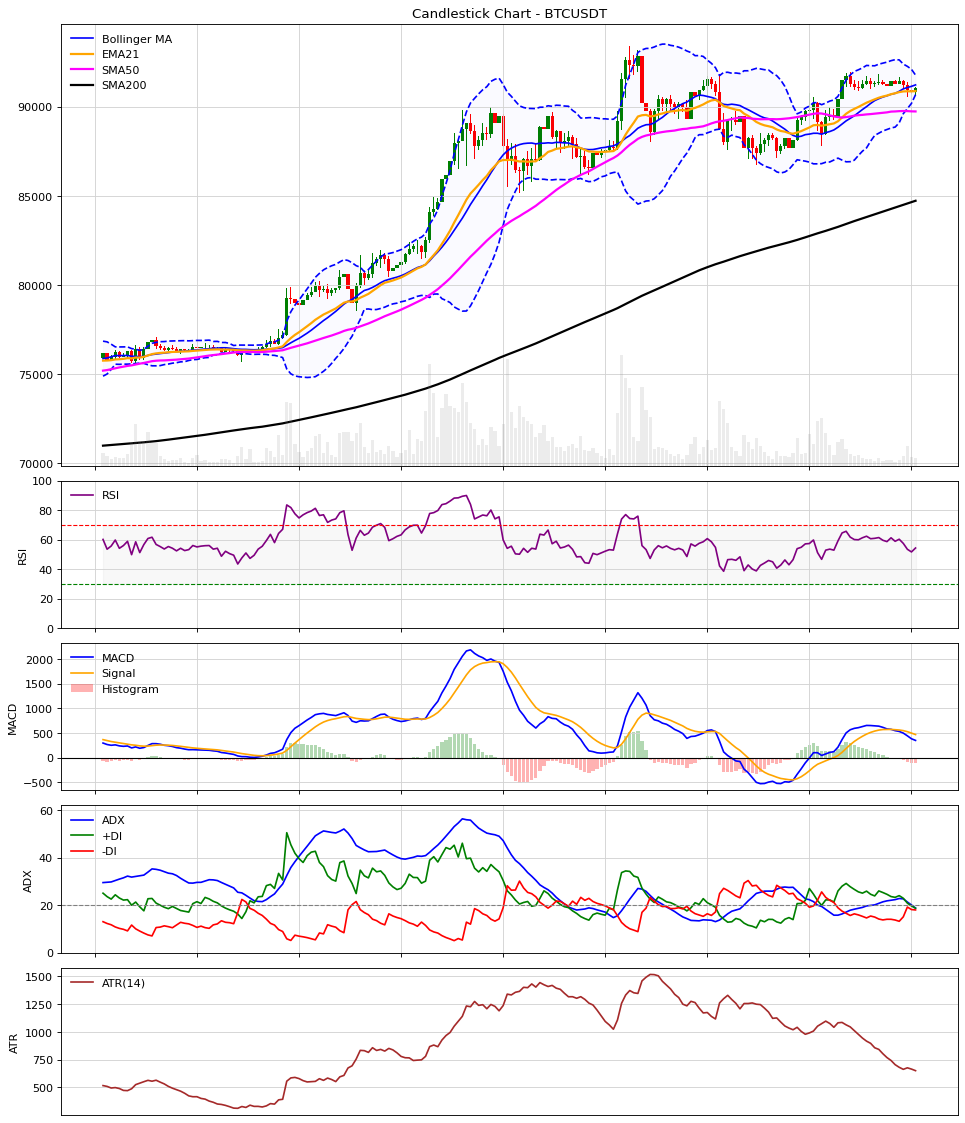 Candlestick Chart - BTCUSDT
Bollinger MA
EMA21
SMA50
SMA200
90000
85000
80000
75000
70000
RSI
100
80
60
40
20
0
RSI
MACD
Signal
Histogram
2000
1500
1000
500
0
−500
MACD
ADX
+DI
-DI
60
40
20
0
ADX
ATR(14)
1500
1250
1000
750
500
ATR